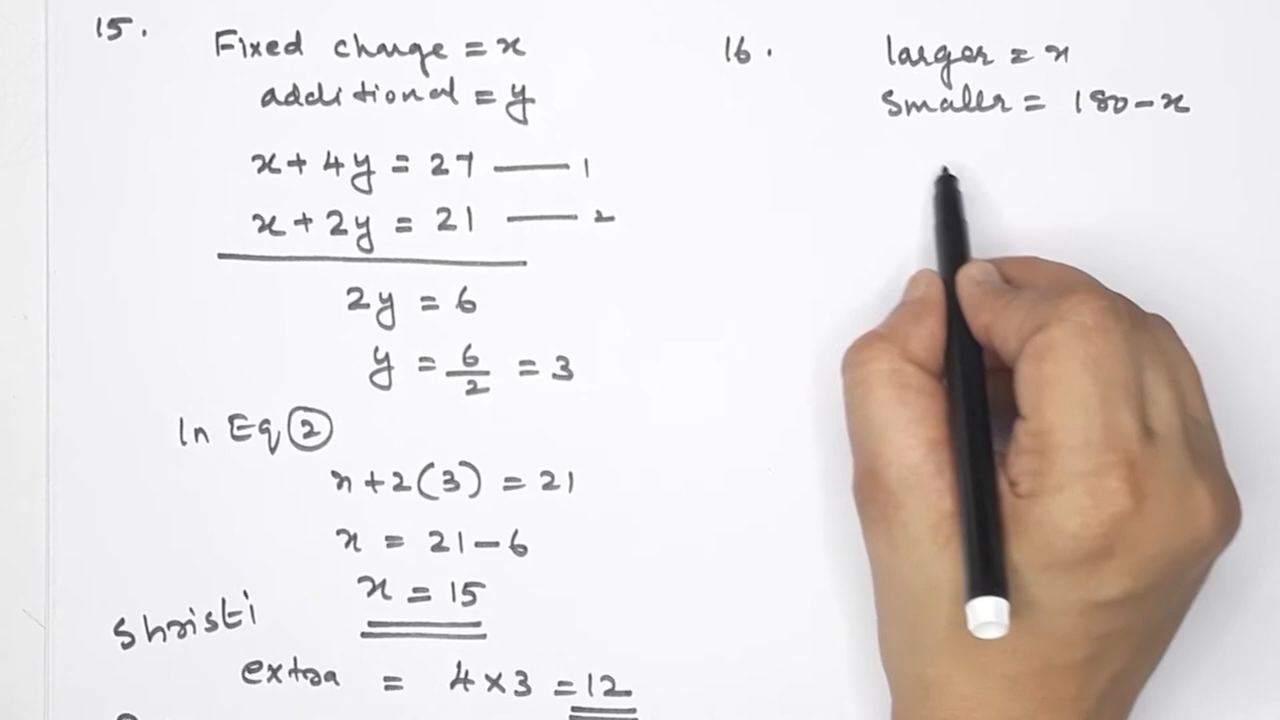 15.
Fixed charge = x
additional = y
x + 4y = 27 —— 1
x + 2y = 21 —— 2
2y = 6
y = 6/2 = 3
In Eq ②
x + 2(3) = 21
x = 21 - 6
x = 15
Shristi
extra = 4 × 3 = 12
16.
larger = x
smaller = 180 - x